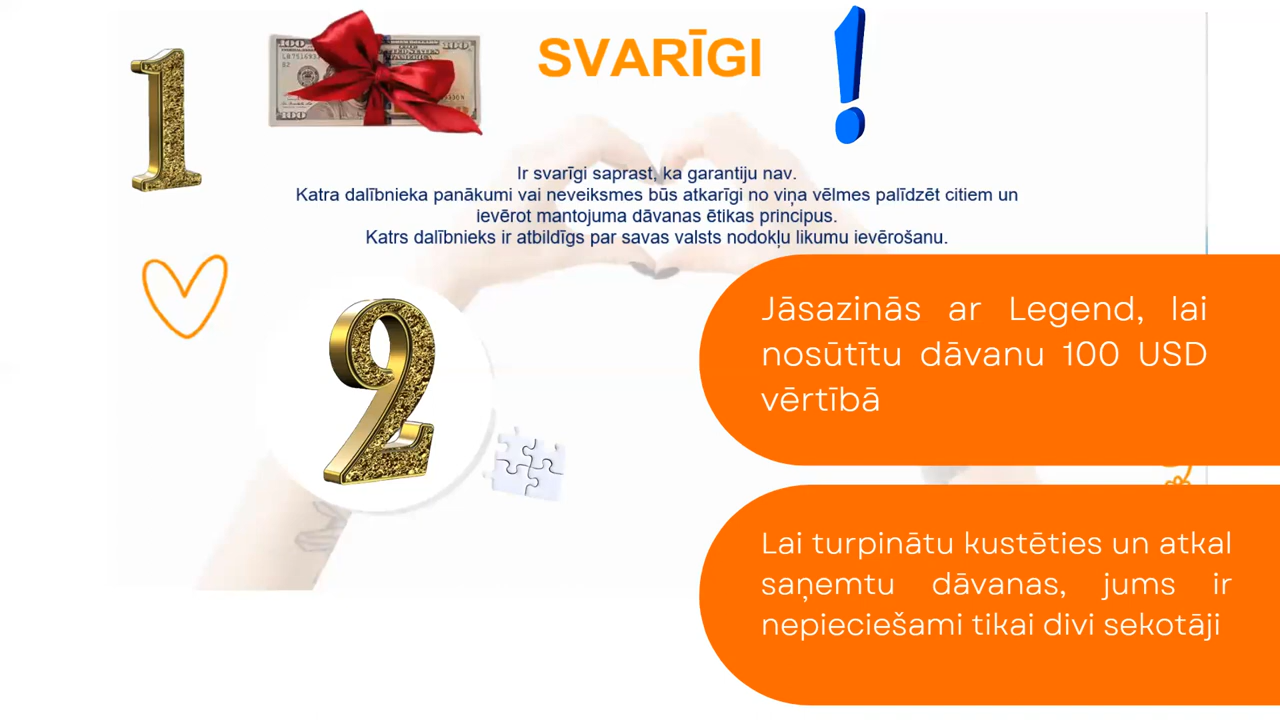 1
SVARĪGI
!
Ir svarīgi saprast, ka garantiju nav.
Katra dalībnieka panākumi vai neveiksmes būs atkarīgi no viņa vēlmes palīdzēt citiem un
ievērot mantojuma dāvanas ētikas principus.
Katrs dalībnieks ir atbildīgs par savas valsts nodokļu likumu ievērošanu.
2
Jāsazinās ar Legend, lai
nosūtītu dāvanu 100 USD
vērtībā
Lai turpinātu kustēties un atkal
saņemtu dāvanas, jums ir
nepieciešami tikai divi sekotāji